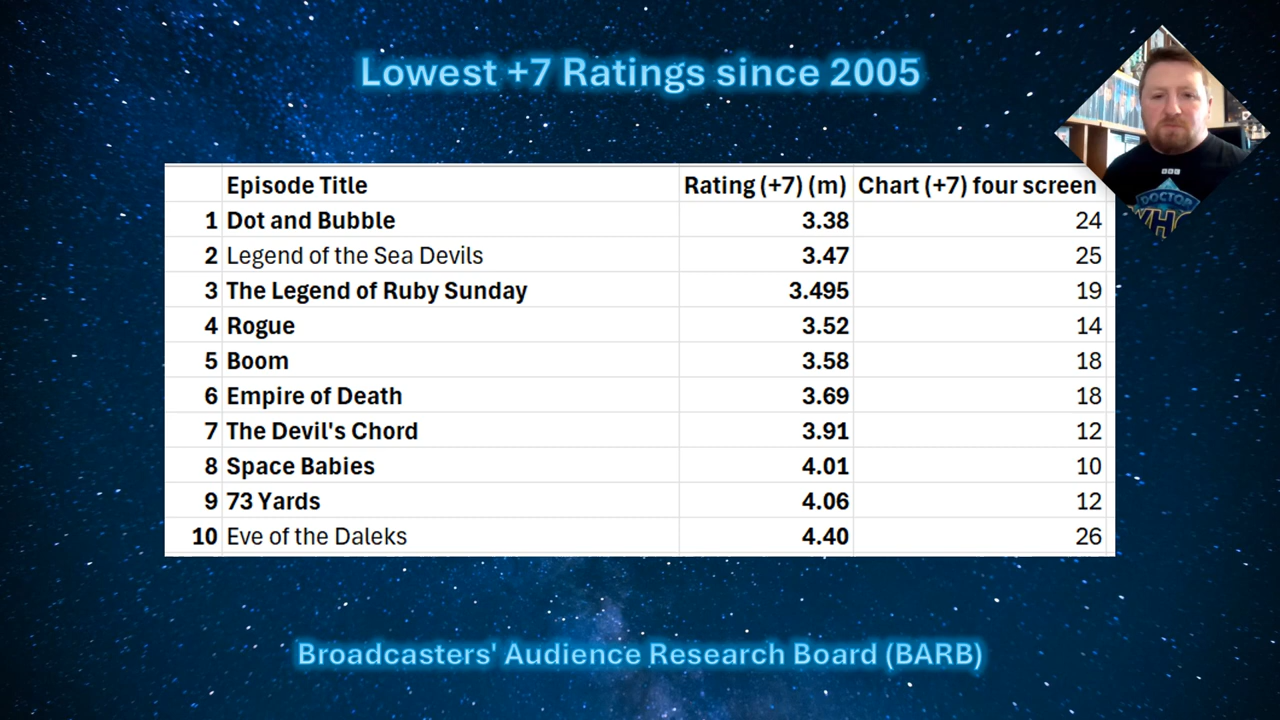 Lowest +7 Ratings since 2005
Episode Title Rating (+7) (m) Chart (+7) four screen
1 Dot and Bubble 3.38 24
2 Legend of the Sea Devils 3.47 25
3 The Legend of Ruby Sunday 3.495 19
4 Rogue 3.52 14
5 Boom 3.58 18
6 Empire of Death 3.69 18
7 The Devil's Chord 3.91 12
8 Space Babies 4.01 10
9 73 Yards 4.06 12
10 Eve of the Daleks 4.40 26
BBC
DOCTOR
WHO
Broadcasters' Audience Research Board (BARB)